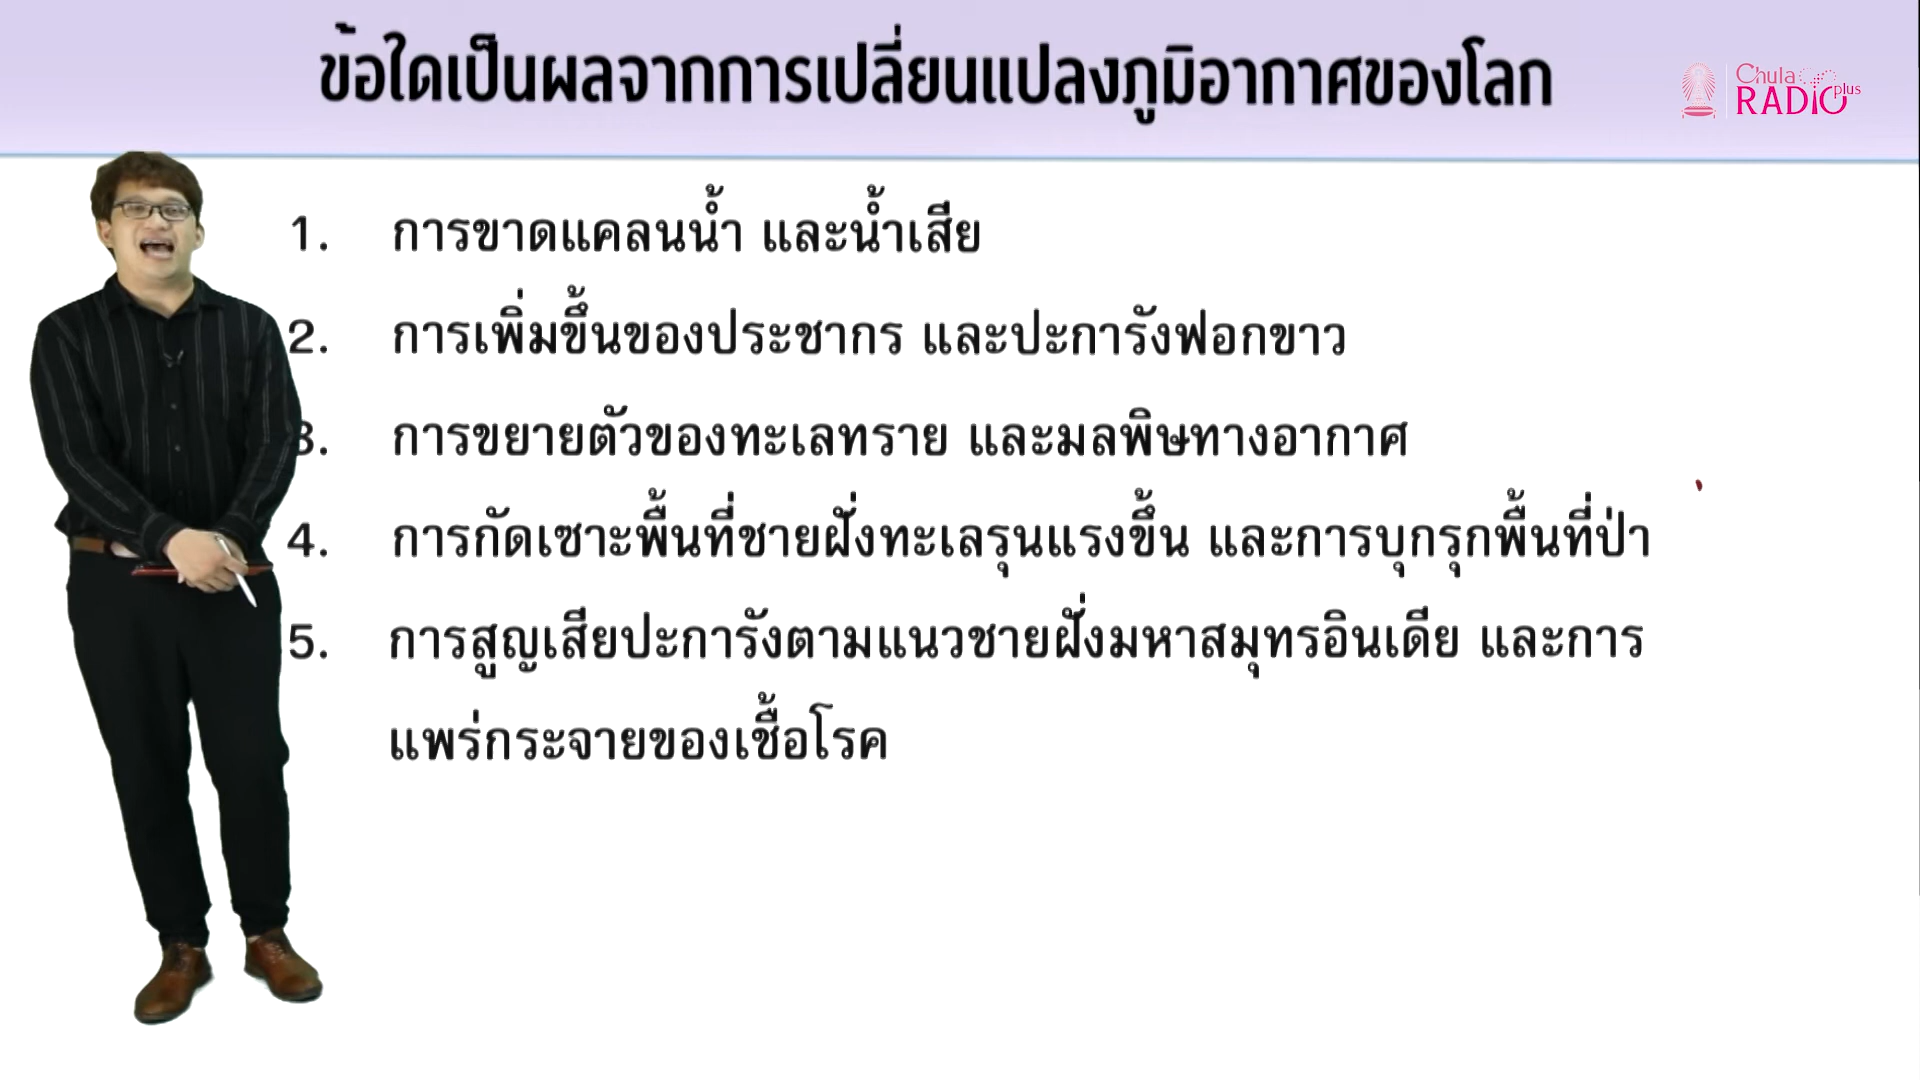 ข้อใดเป็นผลจากการเปลี่ยนแปลงภูมิอากาศของโลก
Chula
RADIO plus
1. การขาดแคลนน้ำ และน้ำเสีย
2. การเพิ่มขึ้นของประชากร และปะการังฟอกขาว
3. การขยายตัวของทะเลทราย และมลพิษทางอากาศ
4. การกัดเซาะพื้นที่ชายฝั่งทะเลรุนแรงขึ้น และการบุกรุกพื้นที่ป่า
5. การสูญเสียปะการังตามแนวชายฝั่งมหาสมุทรอินเดีย และการ
แพร่กระจายของเชื้อโรค